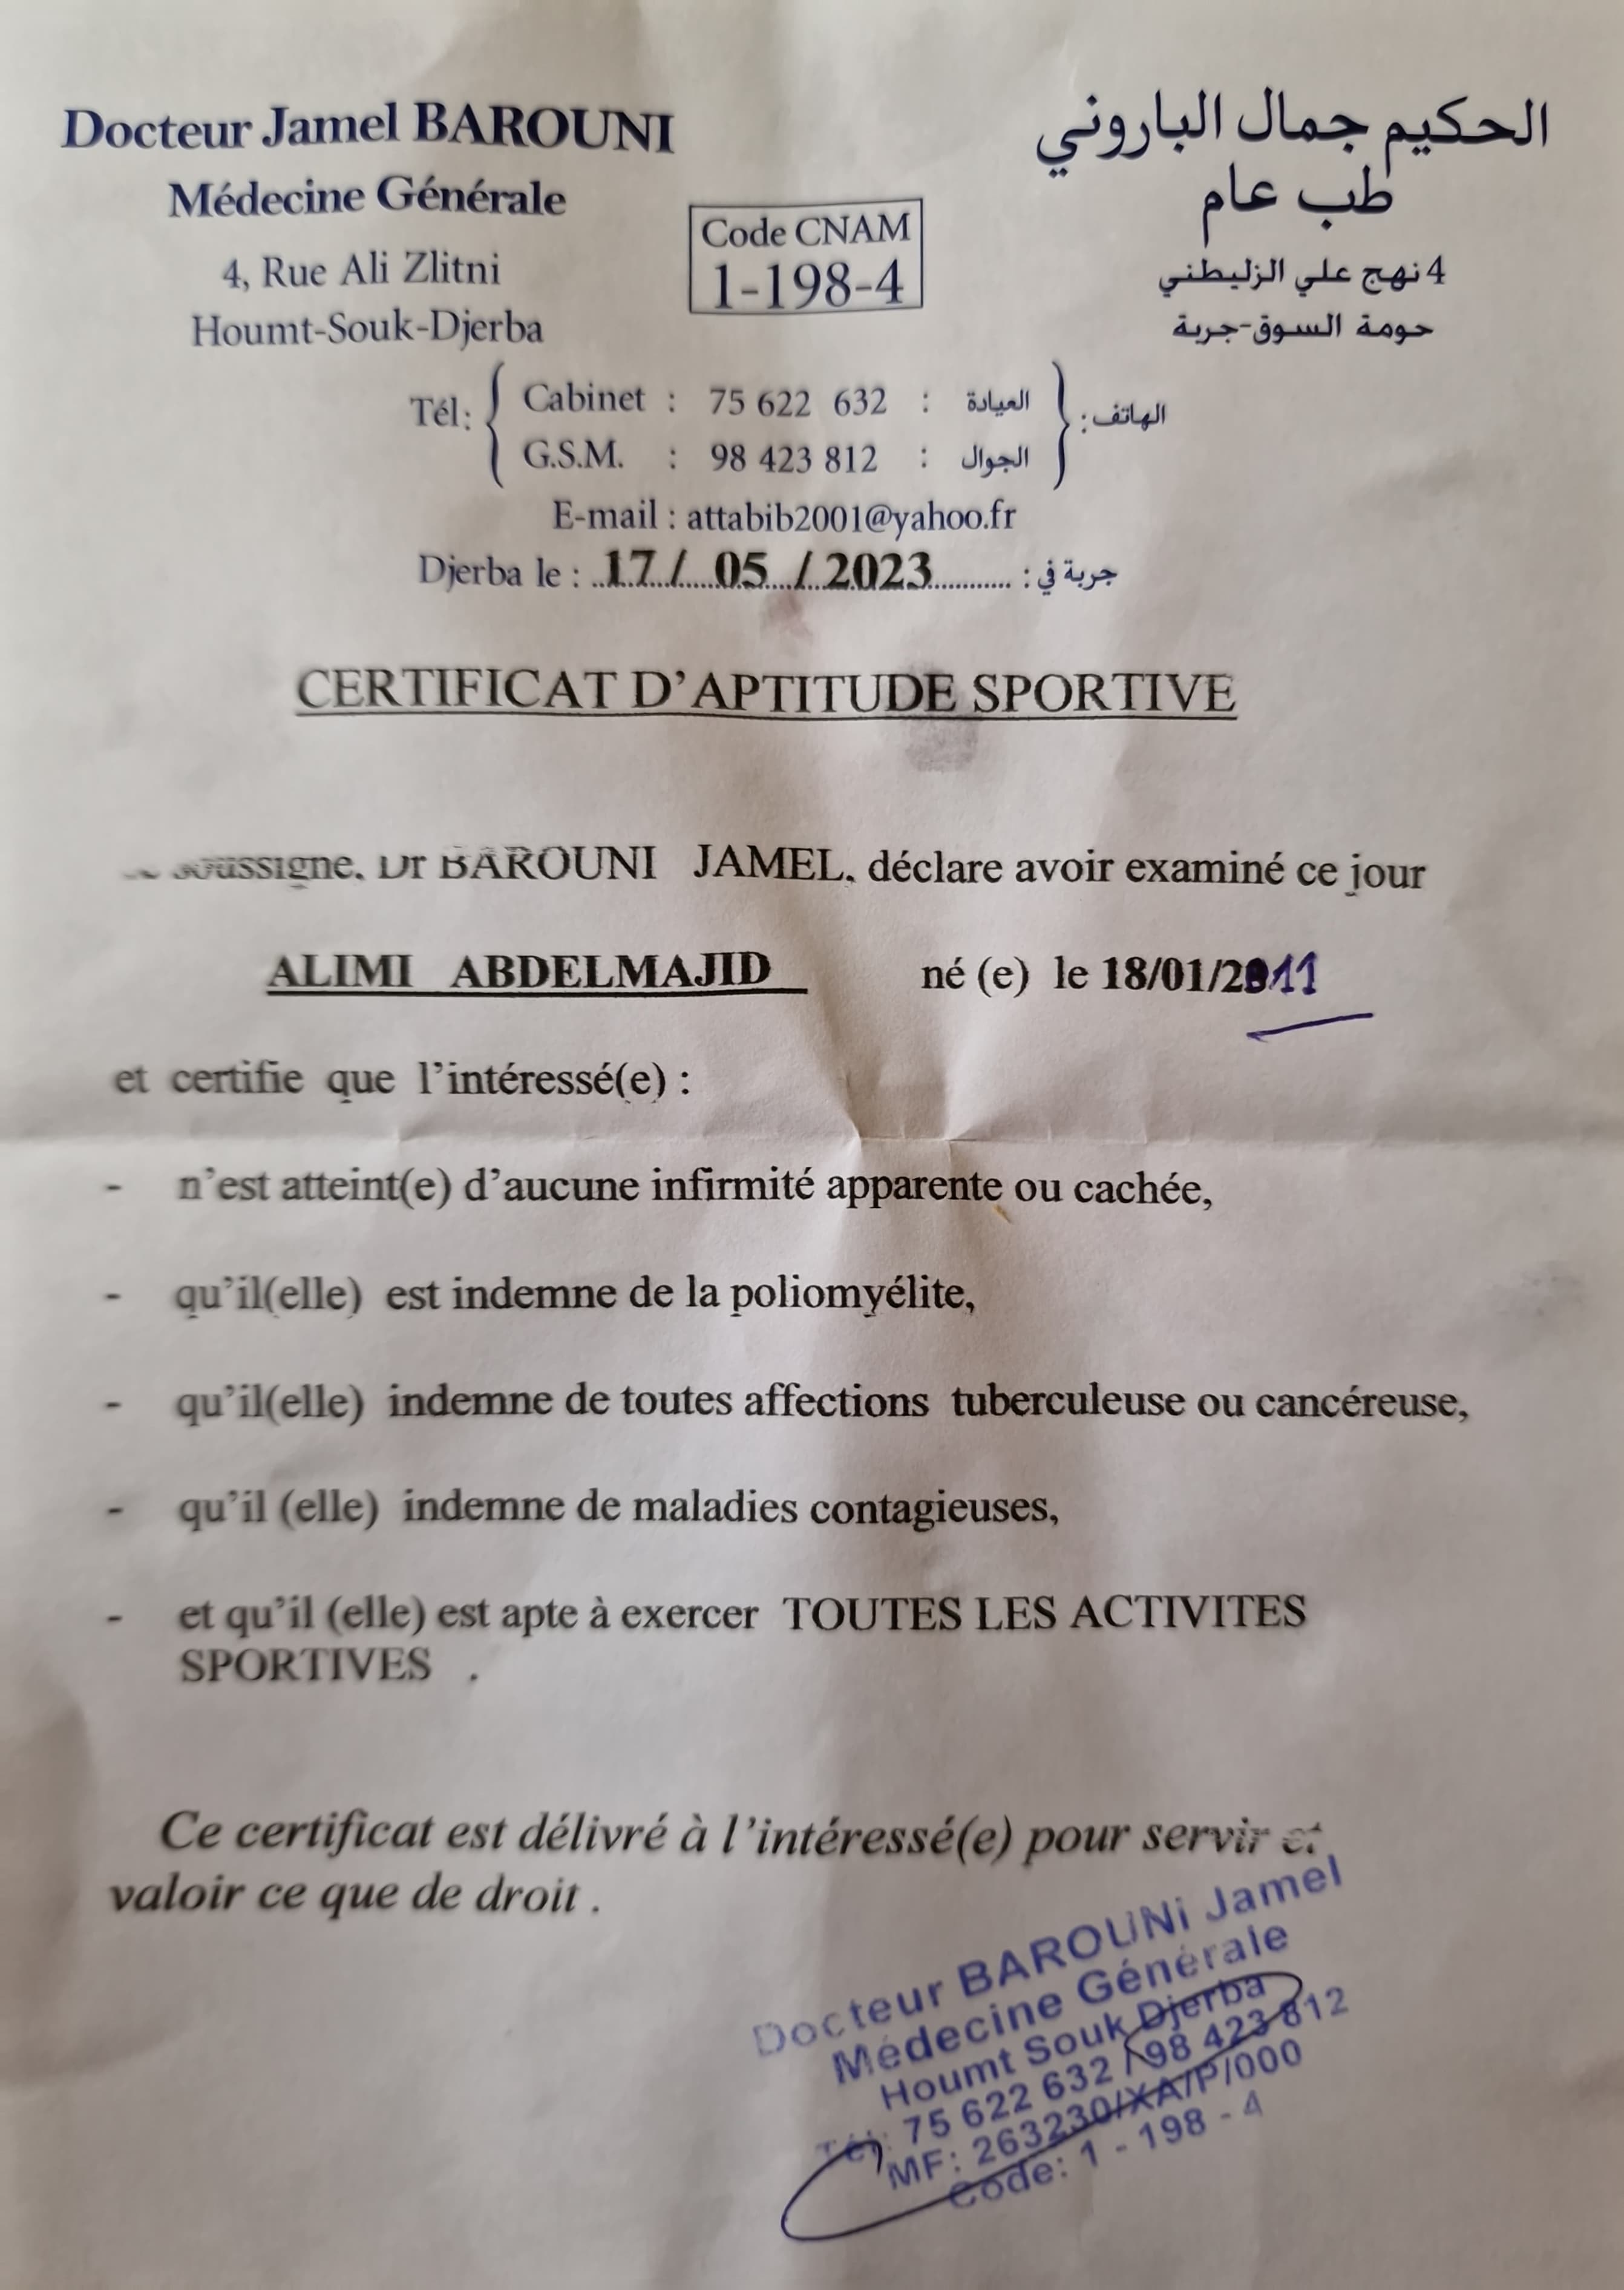 Docteur Jamel BAROUNI
Médecine Générale
4, Rue Ali Zlitni
Houmt-Souk-Djerba
Code CNAM
1-198-4
الحكيم جمال الباروني
طب عام
4 نهج علي الزليطني
حومة السوق-جربة
Tél: Cabinet : 75 622 632 : العيادة الهاتف:
G.S.M. : 98 423 812 : الجوال
E-mail : attabib2001@yahoo.fr
Djerba le : 17 / 05 / 2023 جربة في :
CERTIFICAT D'APTITUDE SPORTIVE
soussigne, Dr BAROUNI JAMEL, déclare avoir examiné ce jour
ALIMI ABDELMAJID né (e) le 18/01/2011
et certifie que l'intéressé(e) :
- n'est atteint(e) d'aucune infirmité apparente ou cachée,
- qu'il(elle) est indemne de la poliomyélite,
- qu'il(elle) indemne de toutes affections tuberculeuse ou cancéreuse,
- qu'il (elle) indemne de maladies contagieuses,
- et qu'il (elle) est apte à exercer TOUTES LES ACTIVITES
SPORTIVES .
Ce certificat est délivré à l'intéressé(e) pour servir et
valoir ce que de droit .
Docteur BAROUNi Jamel
Médecine Générale
Houmt Souk Djerba
Tél: 75 622 632 / 98 423 812
MF: 263230/XA/P/000
Code: 1 - 198 - 4